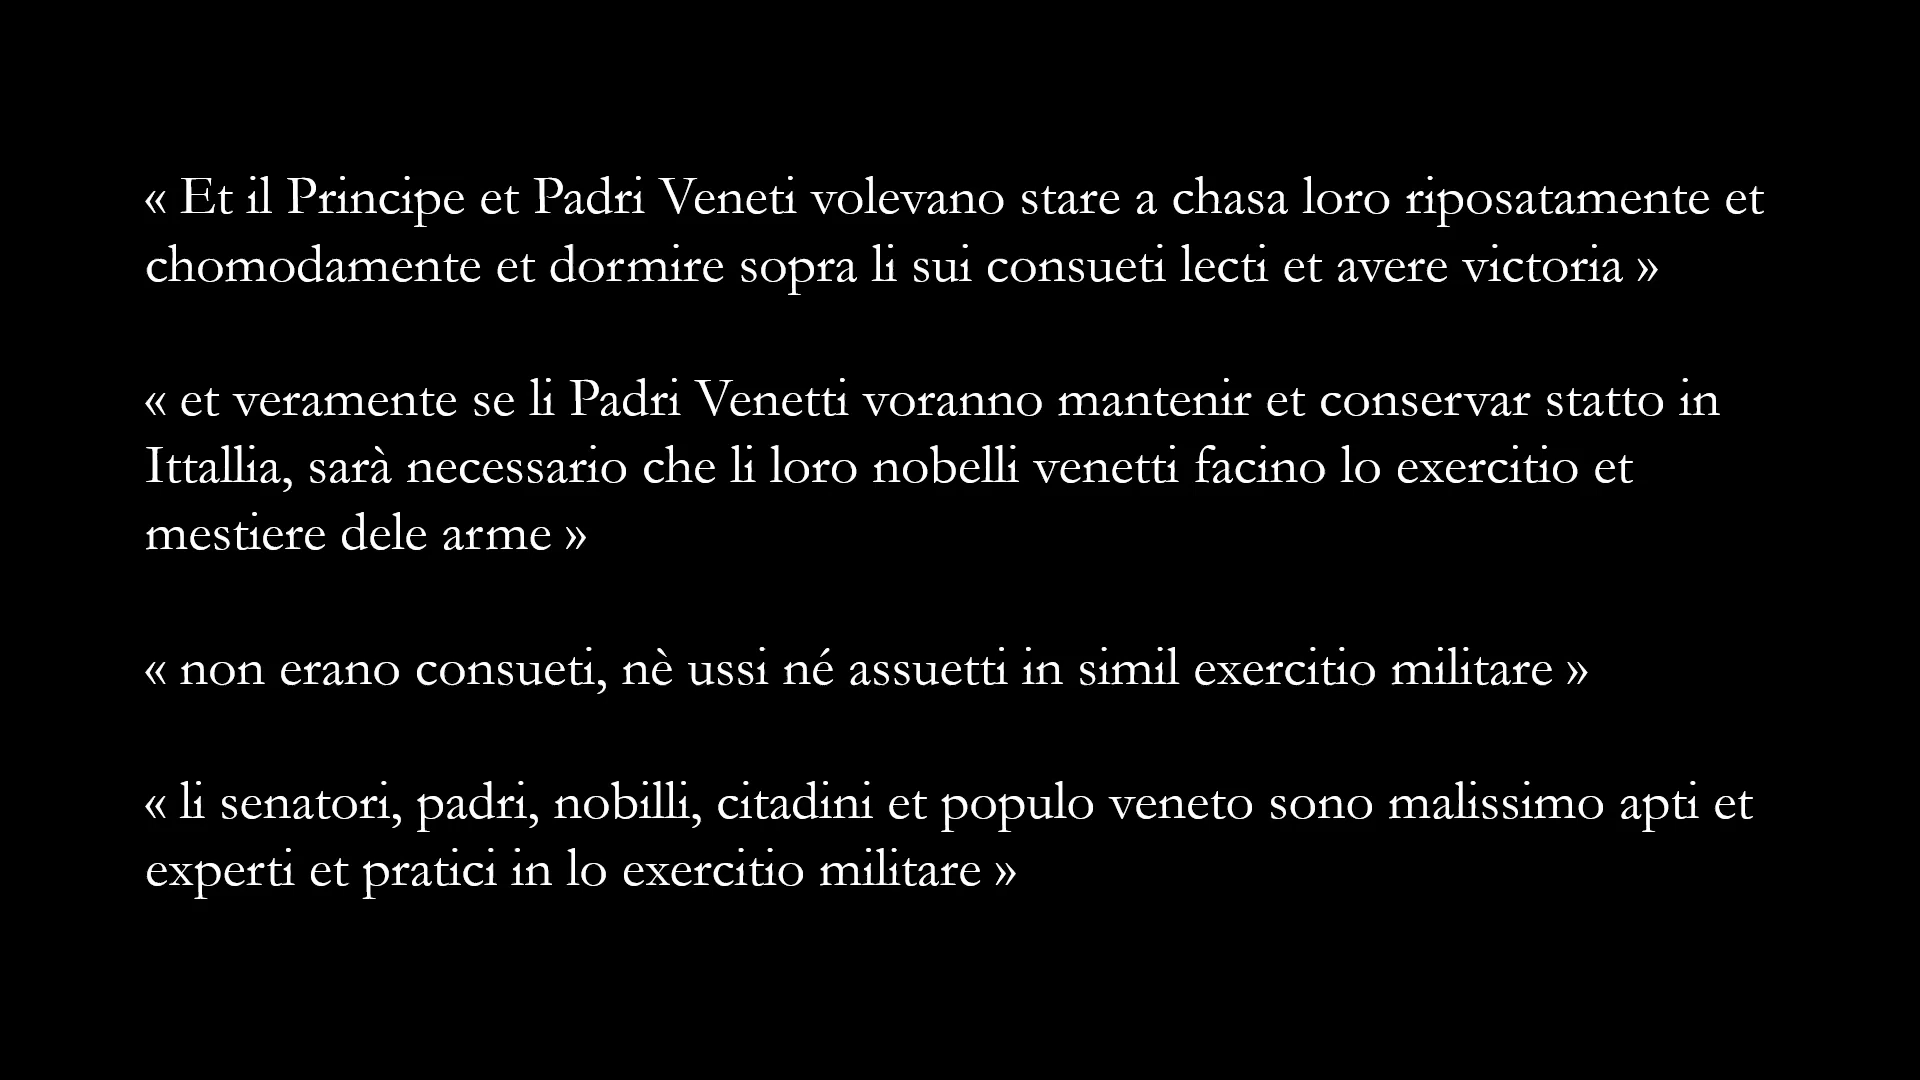 « Et il Principe et Padri Veneti volevano stare a chasa loro riposatamente et
chomodamente et dormire sopra li sui consueti lecti et avere victoria »
« et veramente se li Padri Venetti voranno mantenir et conservar statto in
Ittallia, sarà necessario che li loro nobelli venetti facino lo exercitio et
mestiere dele arme »
« non erano consueti, nè ussi né assuetti in simil exercitio militare »
« li senatori, padri, nobilli, citadini et populo veneto sono malissimo apti et
experti et pratici in lo exercitio militare »